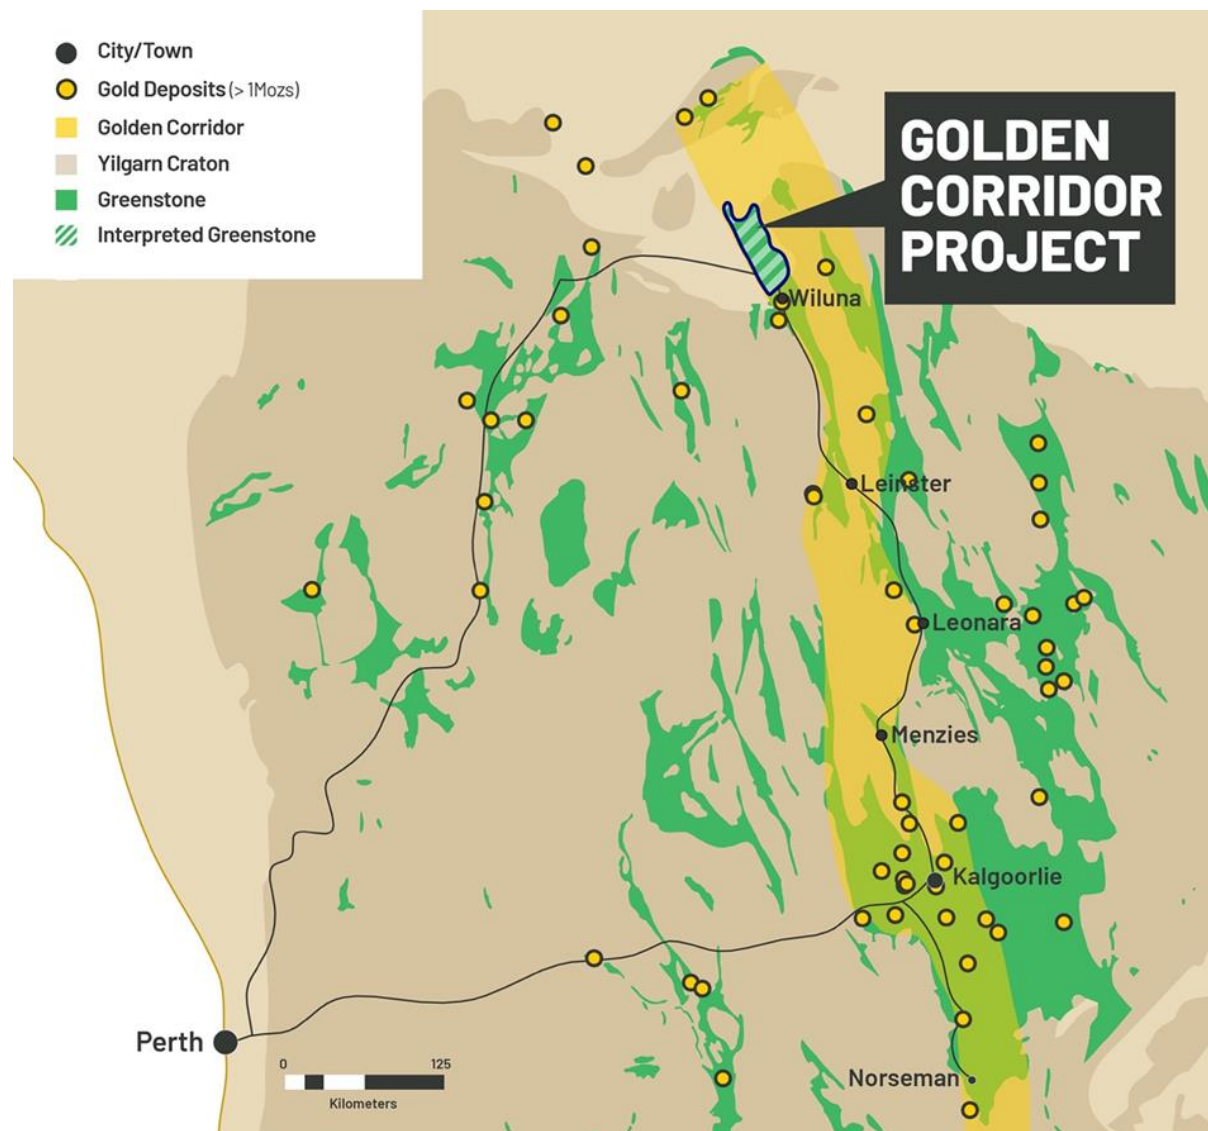 City/Town
Gold Deposits (> 1Mozs)
Golden Corridor
Yilgarn Craton
Greenstone
Interpreted Greenstone
GOLDEN
CORRIDOR
PROJECT
Wiluna
Leinster
Leonara
Menzies
Kalgoorlie
Perth
0 125
Kilometers
Norseman